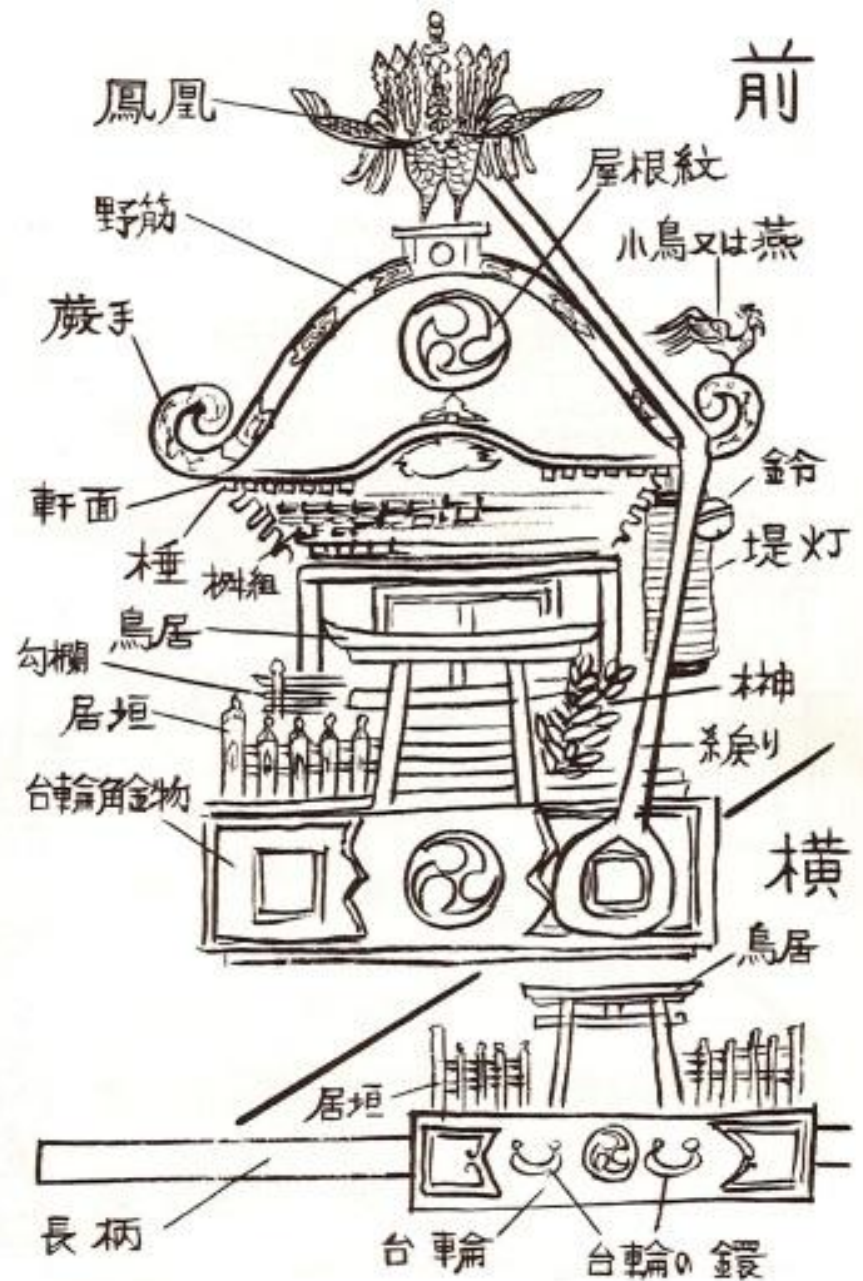 前
鳳凰
屋根紋
野筋
小鳥又は燕
蕨手
鈴
軒面
堤灯
棰
桝組
鳥居
勾欄
榊
居垣
台輪角金物
横
鳥居
居垣
長柄
台輪
台輪の鐶